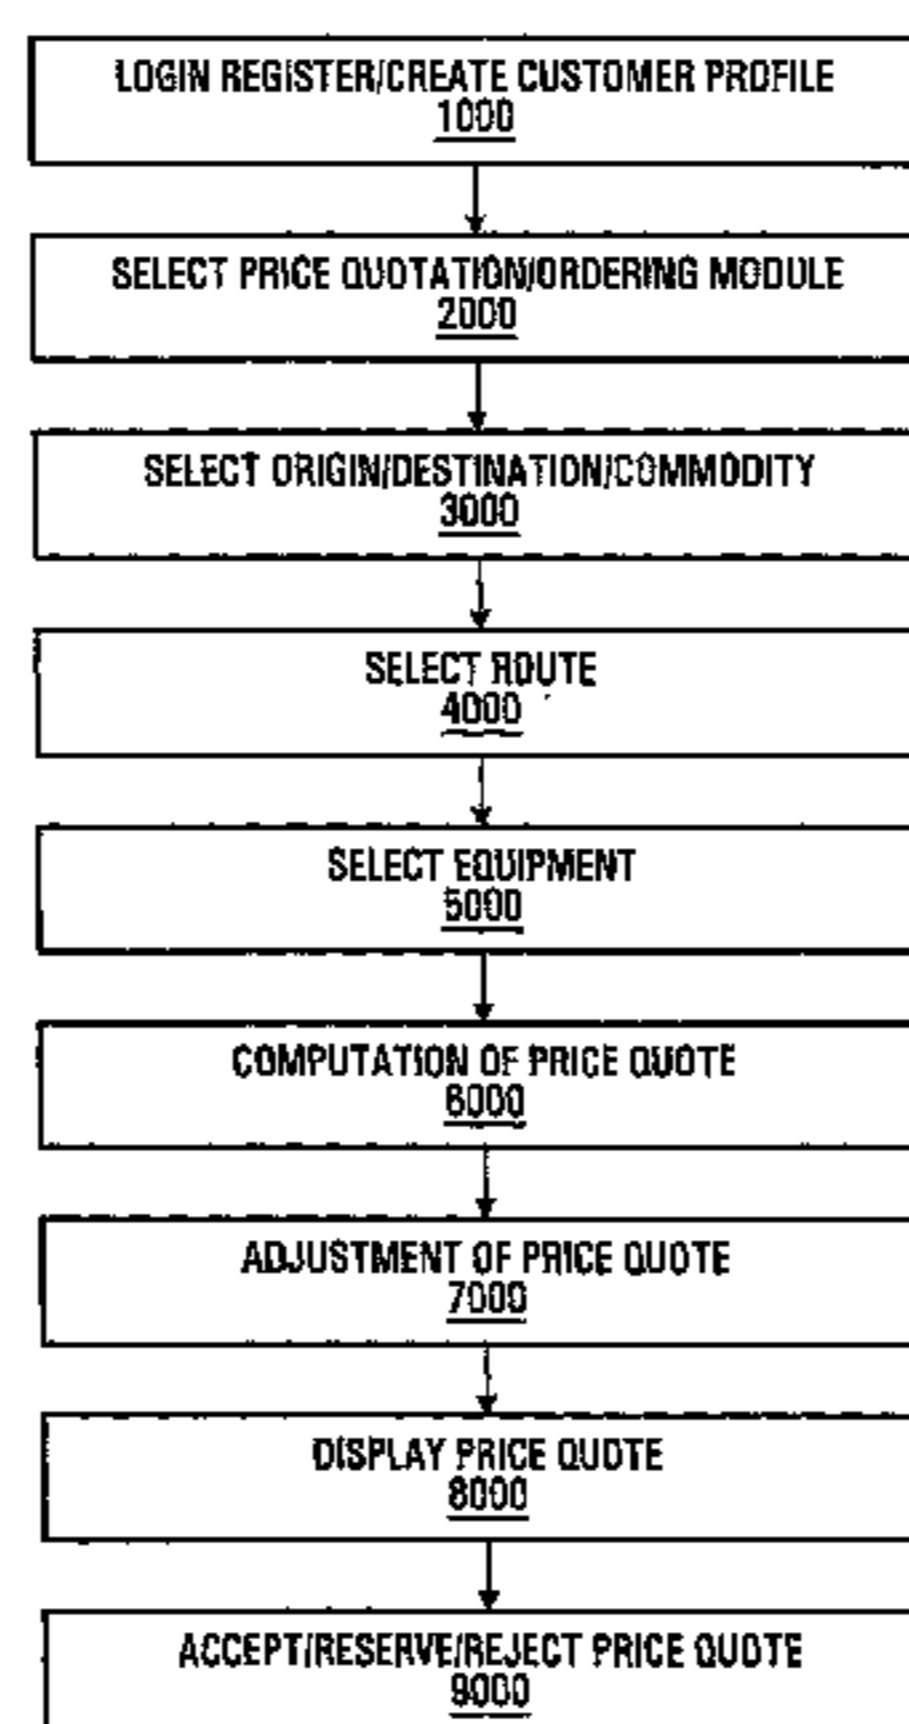 LOGIN REGISTER/CREATE CUSTOMER PROFILE
1000
SELECT PRICE QUOTATION/ORDERING MODULE
2000
SELECT ORIGIN/DESTINATION/COMMODITY
3000
SELECT ROUTE
4000
SELECT EQUIPMENT
5000
COMPUTATION OF PRICE QUOTE
6000
ADJUSTMENT OF PRICE QUOTE
7000
DISPLAY PRICE QUOTE
8000
ACCEPT/RESERVE/REJECT PRICE QUOTE
9000